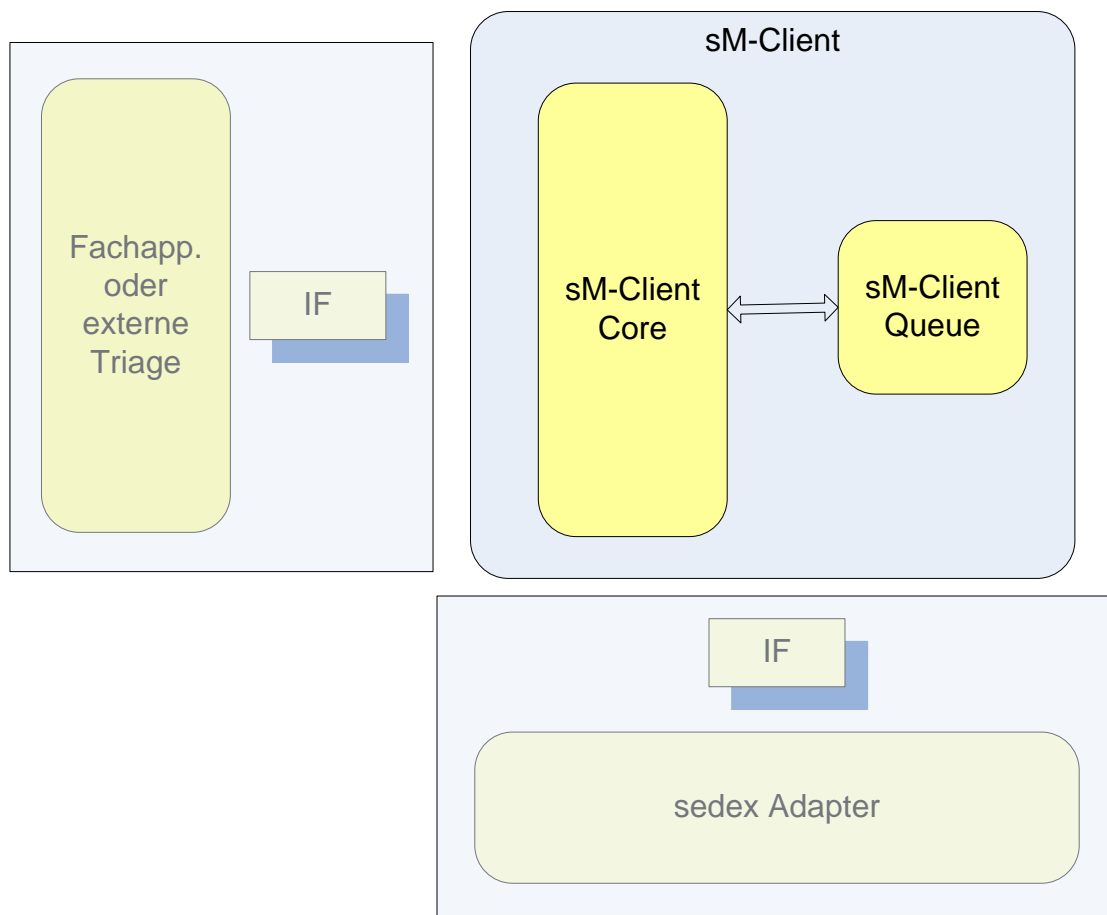 sM-Client
Fachapp.
oder
externe
Triage
IF
sM-Client
Core
sM-Client
Queue
IF
sedex Adapter